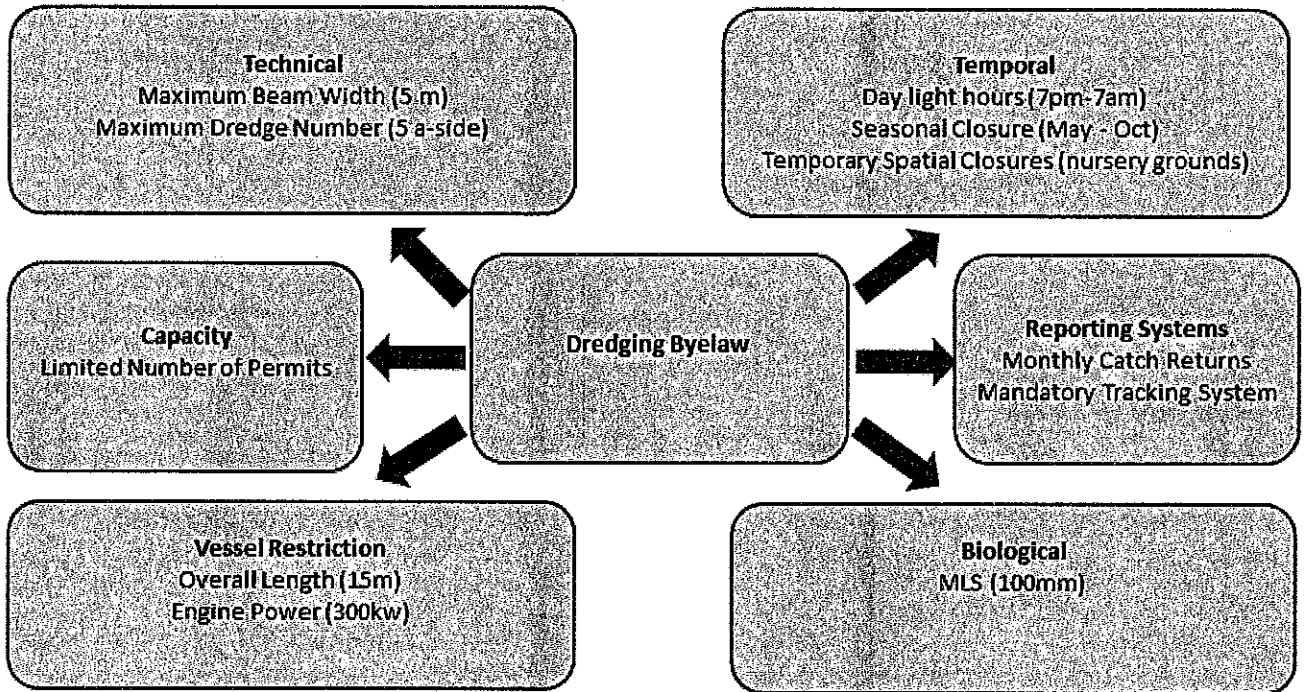 Technical
Maximum Beam Width (5 m)
Maximum Dredge Number (5 a-side)
Temporal
Day light hours (7pm-7am)
Seasonal Closure (May - Oct)
Temporary Spatial Closures (nursery grounds)
Capacity
Limited Number of Permits
Dredging Byelaw
Reporting Systems
Monthly Catch Returns
Mandatory Tracking System
Vessel Restriction
Overall Length (15m)
Engine Power (300kw)
Biological
MLS (100mm)